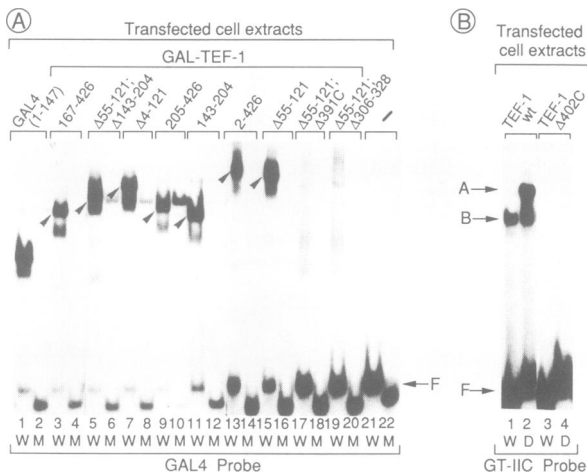 A
Transfected cell extracts
GAL-TEF-1
GAL4
(1-147)
167-426
Δ55-121;
Δ143-204
Δ4-121
205-426
143-204
2-426
Δ55-121
Δ55-121;
Δ391C
Δ55-121;
Δ306-328
/
F
1 2 3 4 5 6 7 8 9 10 11 12 13 14 15 16 17 18 19 20 21 22
W M W M W M W M W M W M W M W M W M W M W M
GAL4 Probe
B
Transfected
cell extracts
TEF-1
wt
TEF-1
Δ402C
A
B
F
1 2 3 4
W D W D
GT-IIC Probe